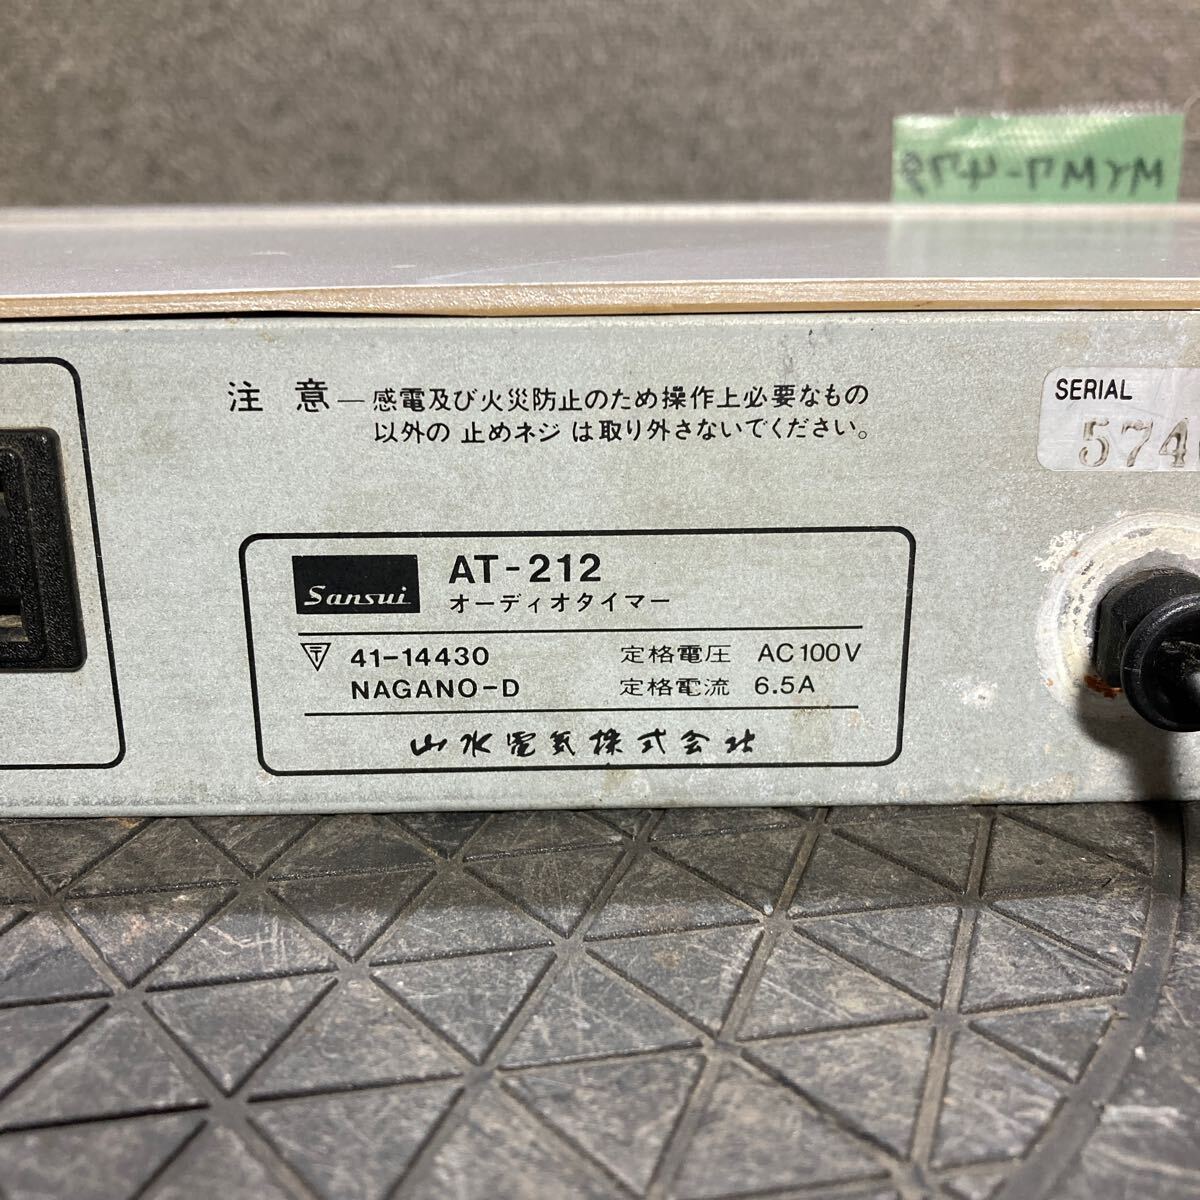 注 意 — 感電及び火災防止のため操作上必要なもの
以外の 止めネジ は取り外さないでください。
SERIAL
574
Sansui
AT-212
オーディオタイマー
〒 41-14430
NAGANO-D
定格電圧 AC100V
定格電流 6.5A
山水電気株式会社